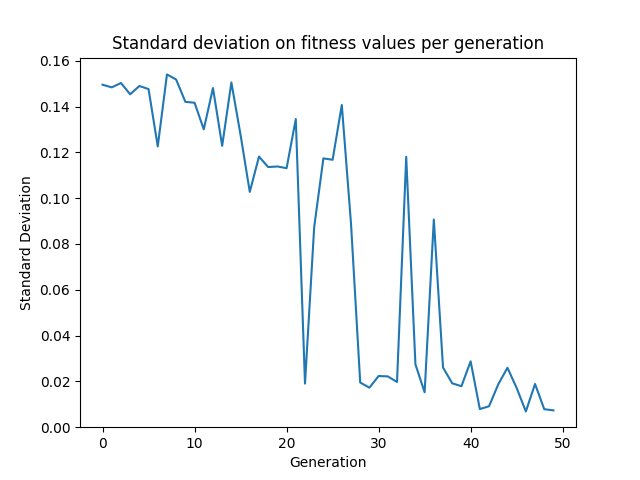 Standard deviation on fitness values per generation
0.16
0.14
0.12
0.10
0.08
0.06
0.04
0.02
0.00
Standard Deviation
0 10 20 30 40 50
Generation